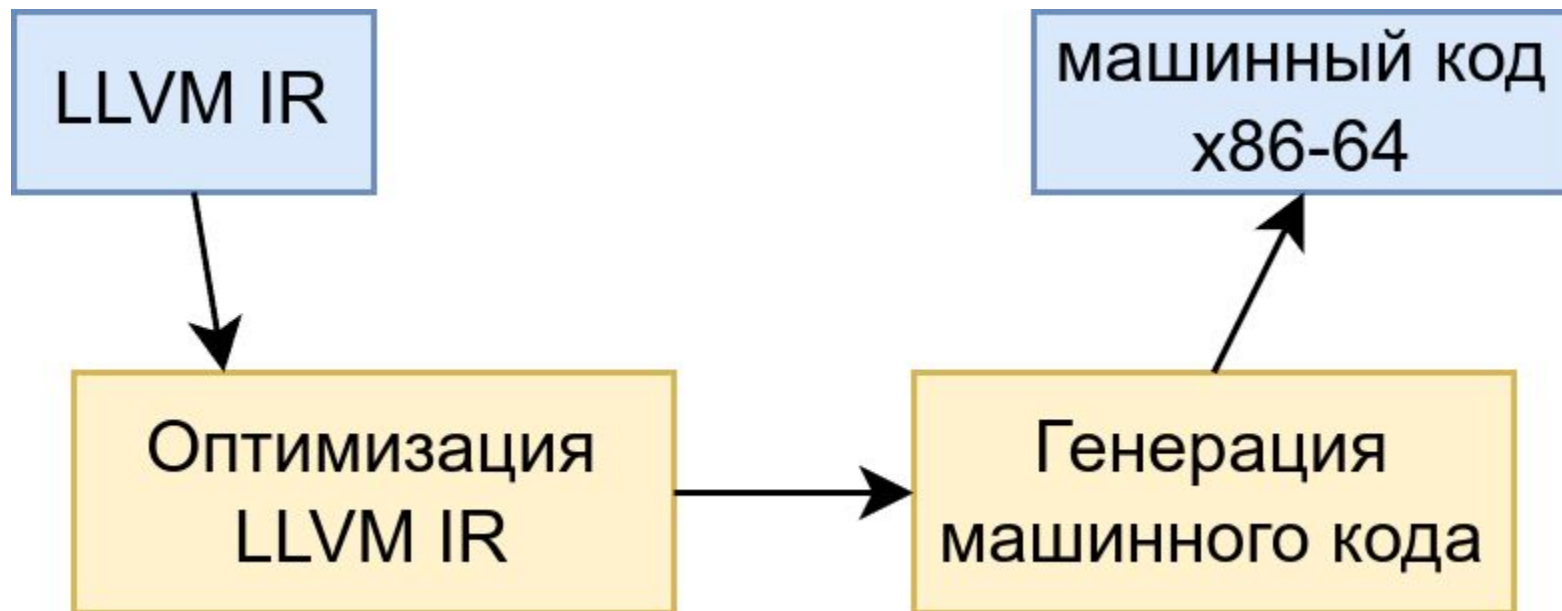 LLVM IR
машинный код
x86-64
Оптимизация
LLVM IR
Генерация
машинного кода